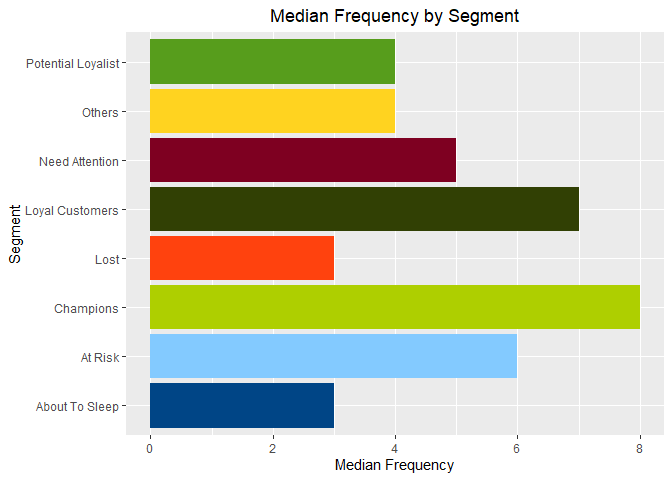 Median Frequency by Segment
Potential Loyalist
Others
Need Attention
Loyal Customers
Lost
Champions
At Risk
About To Sleep
Segment
0 2 4 6 8
Median Frequency